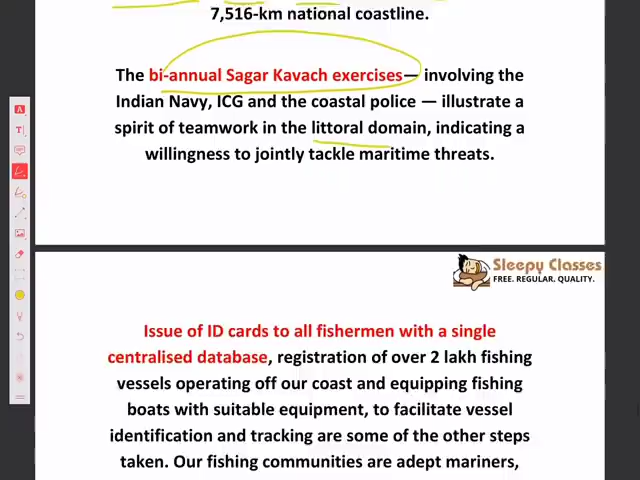 7,516-km national coastline.
The bi-annual Sagar Kavach exercises— involving the
Indian Navy, ICG and the coastal police — illustrate a
spirit of teamwork in the littoral domain, indicating a
willingness to jointly tackle maritime threats.
Sleepy Classes
FREE. REGULAR. QUALITY.
Issue of ID cards to all fishermen with a single
centralised database, registration of over 2 lakh fishing
vessels operating off our coast and equipping fishing
boats with suitable equipment, to facilitate vessel
identification and tracking are some of the other steps
taken. Our fishing communities are adept mariners,